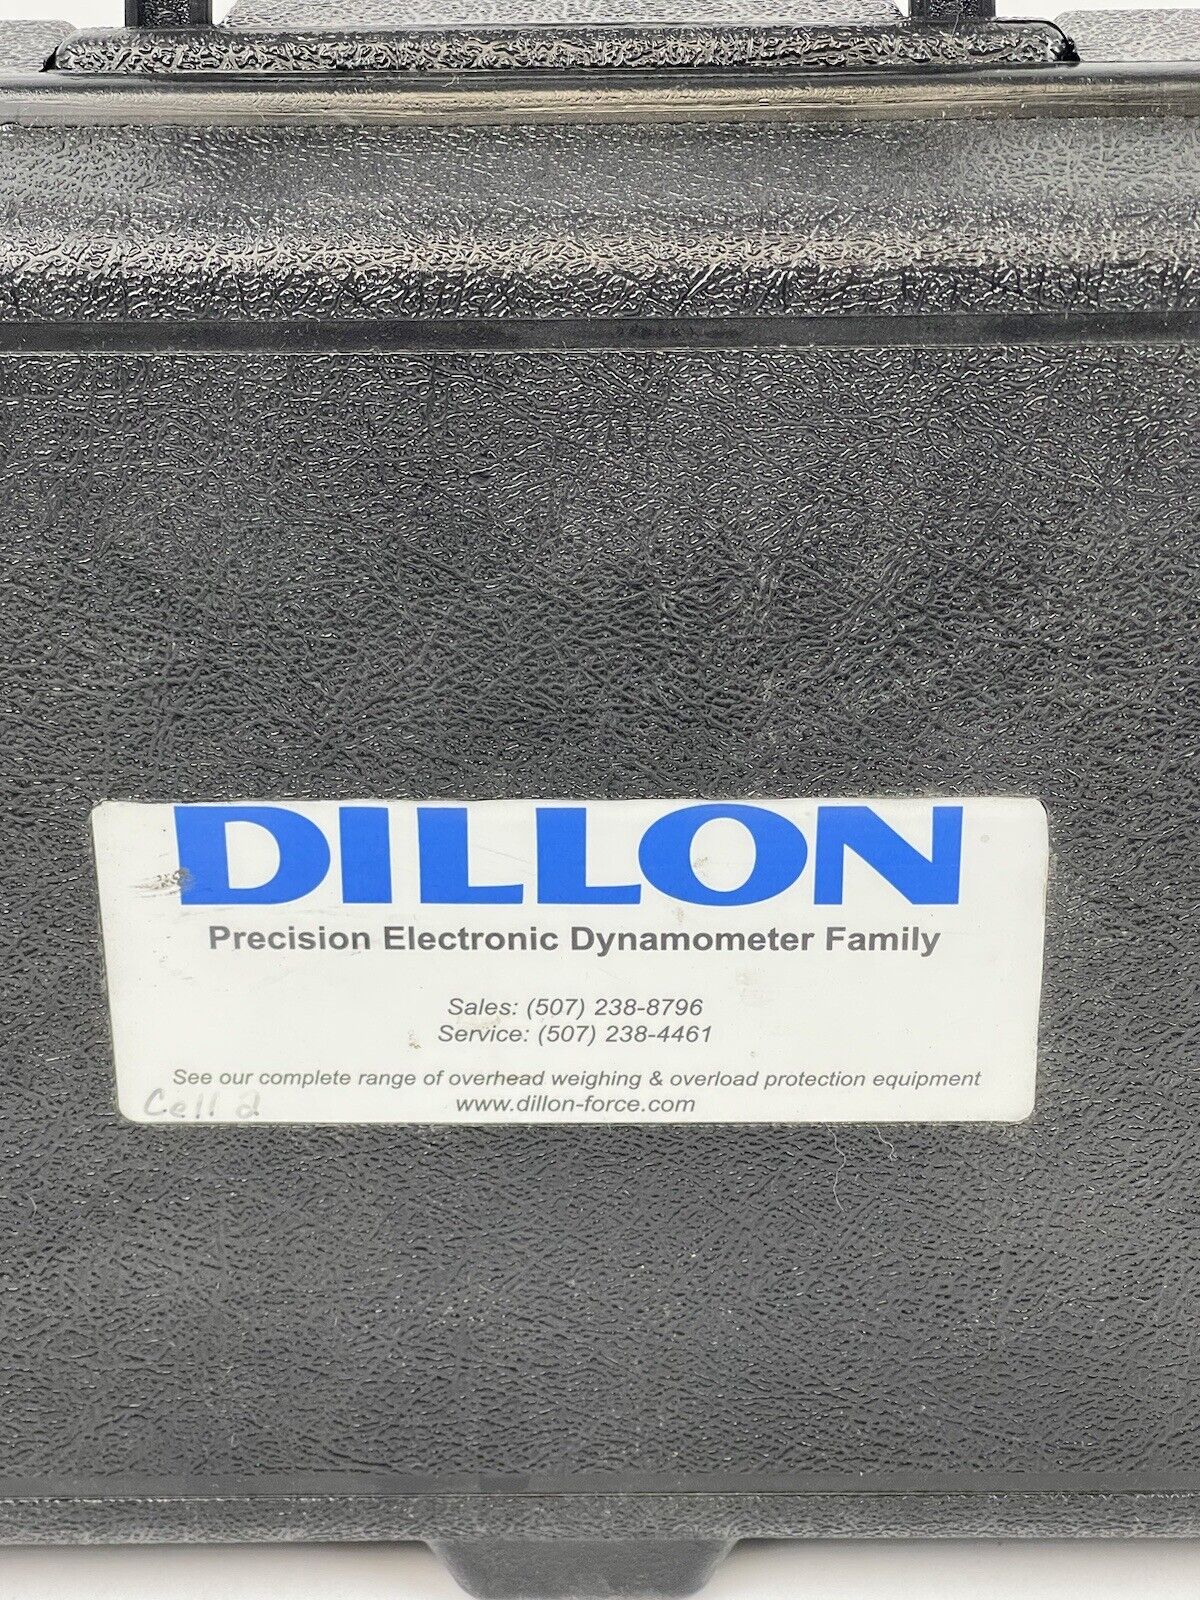 DILLON
Precision Electronic Dynamometer Family
Sales: (507) 238-8796
Service: (507) 238-4461
See our complete range of overhead weighing & overload protection equipment
www.dillon-force.com
Cell 2